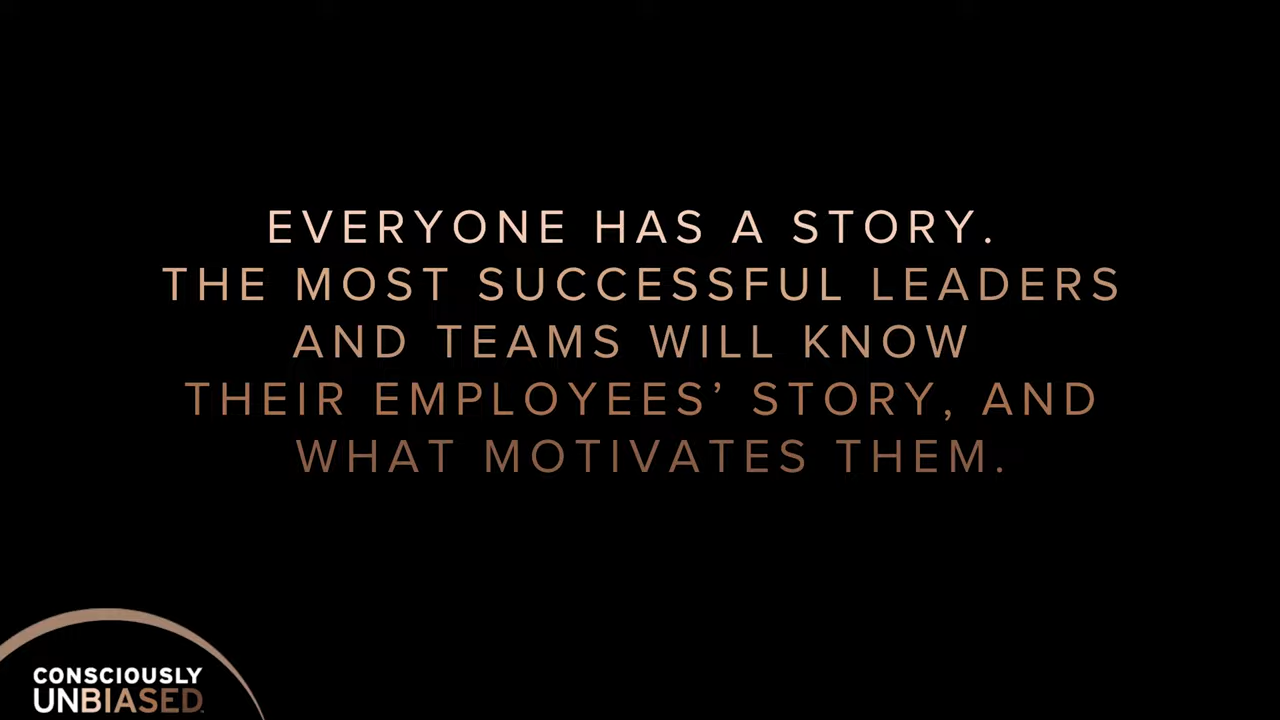 EVERYONE HAS A STORY.
THE MOST SUCCESSFUL LEADERS
AND TEAMS WILL KNOW
THEIR EMPLOYEES’ STORY, AND
WHAT MOTIVATES THEM.
CONSCIOUSLY
UNBIASED